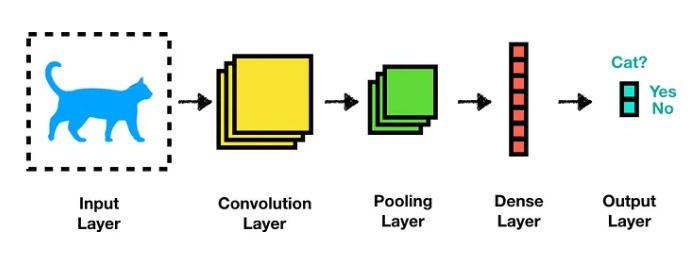 Cat?
Yes
No
Input
Layer
Convolution
Layer
Pooling
Layer
Dense
Layer
Output
Layer